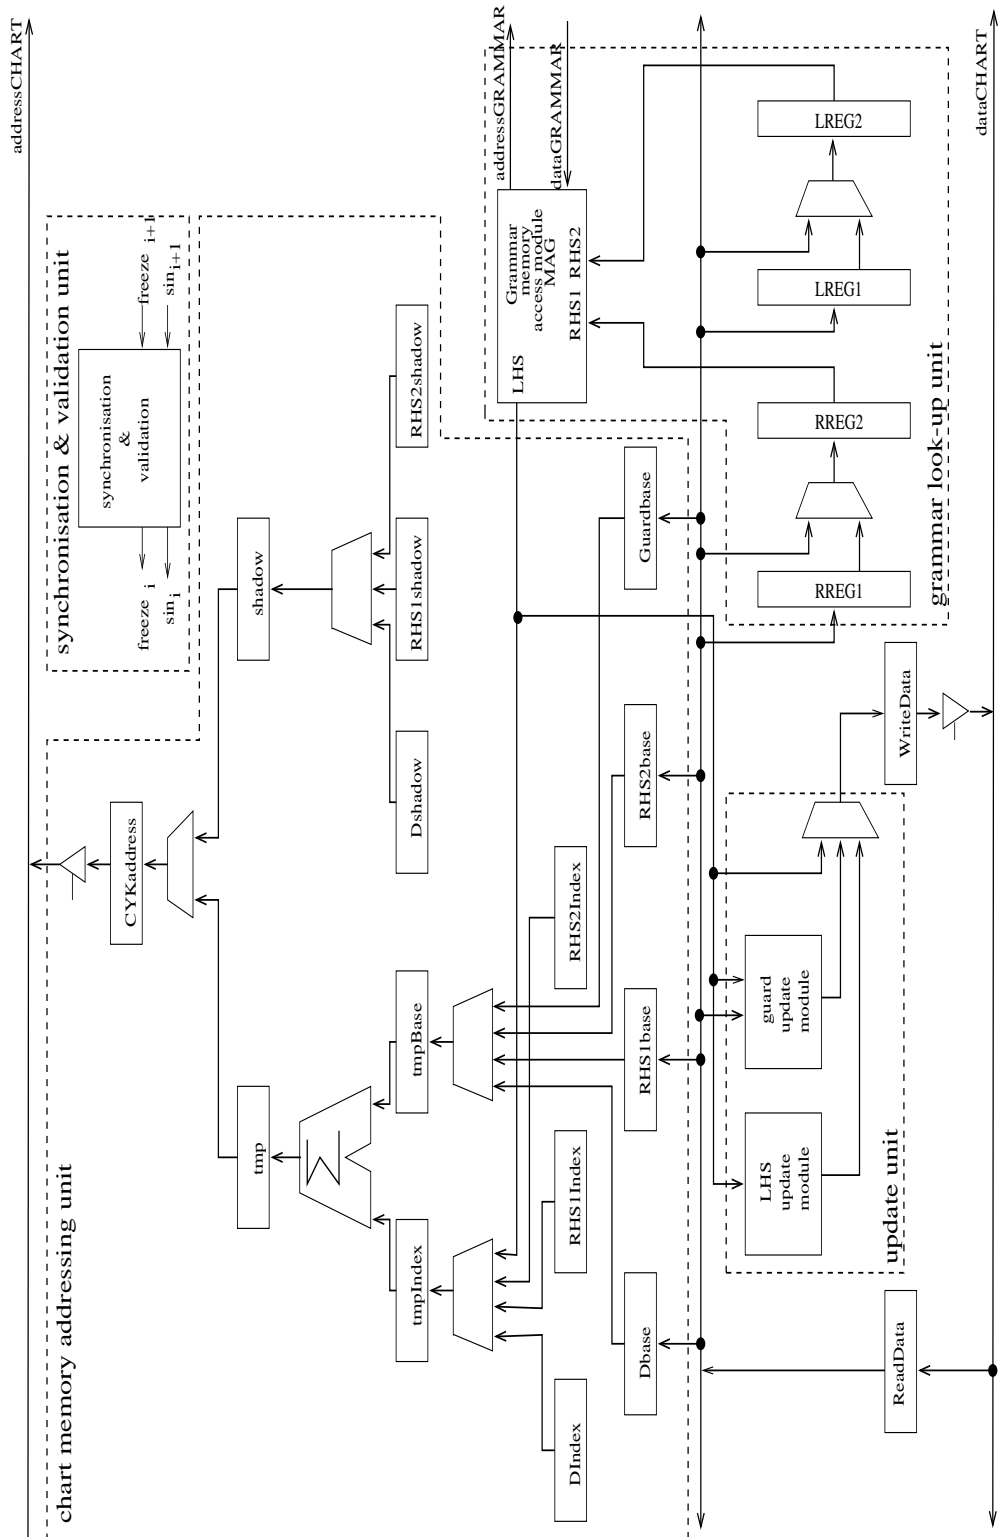 addressCHART
chart memory addressing unit
synchronisation & validation unit
synchronisation
&
validation
freeze i
sin i
freeze i+1
sin i+1
CYKaddress
tmp
shadow
Σ
tmpIndex
tmpBase
Dshadow
RHS1shadow
RHS2shadow
DIndex
RHS1Index
RHS2Index
Dbase
RHS1base
RHS2base
Guardbase
addressGRAMMAR
dataGRAMMAR
Grammar
memory
access module
MAG
LHS
RHS1 RHS2
LHS
update
module
guard
update
module
update unit
RREG1
RREG2
LREG1
LREG2
grammar look-up unit
ReadData
WriteData
dataCHART